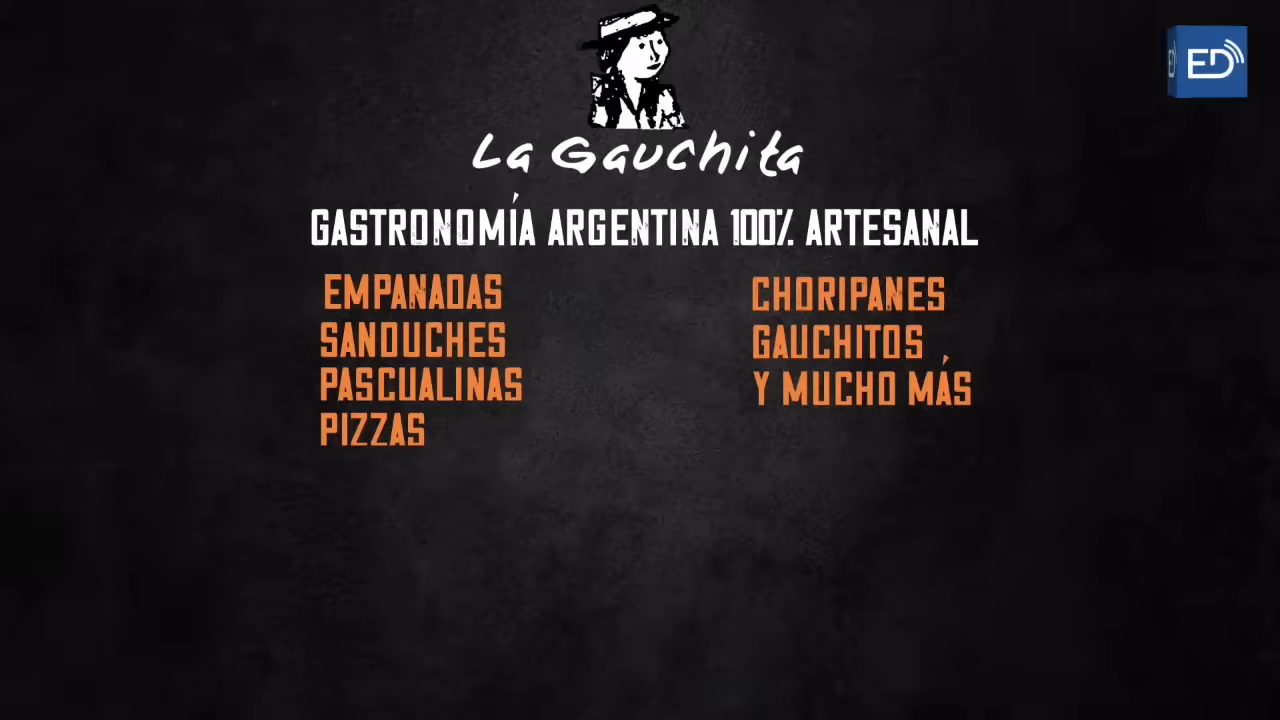 La Gauchita
GASTRONOMÍA ARGENTINA 100% ARTESANAL
EMPANADAS
SANDUCHES
PASCUALINAS
PIZZAS
CHORIPANES
GAUCHITOS
Y MUCHO MÁS
ED